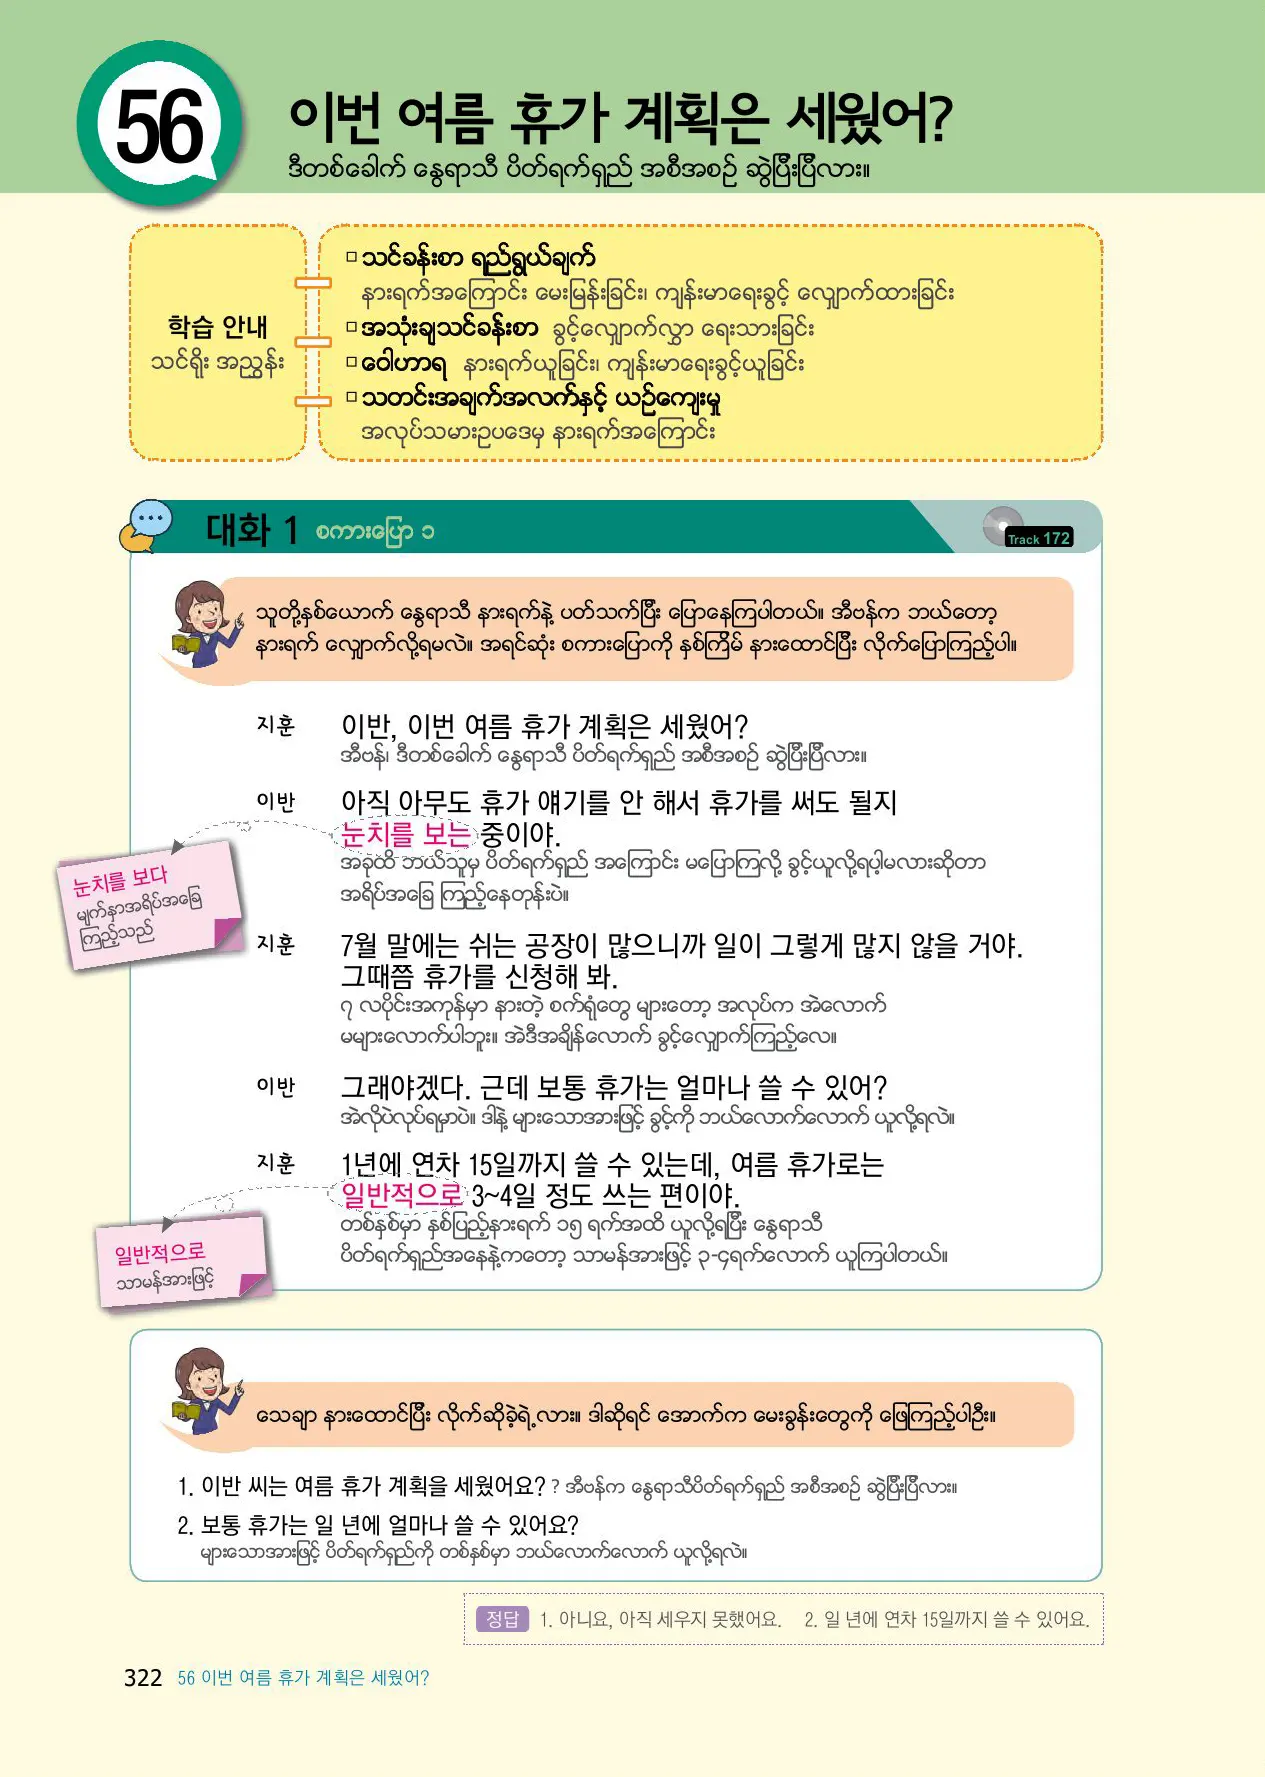 56
이번 여름 휴가 계획은 세웠어?
ဒီတစ်ခေါက် နွေရာသီ ပိတ်ရက်ရှည် အစီအစဉ် ဆွဲပြီးပြီလား။
学습 안내
သင်ရိုး အညွှန်း
□ သင်ခန်းစာ ရည်ရွယ်ချက်
နားရက်အကြောင်း မေးမြန်းခြင်း၊ ကျန်းမာရေးခွင့် လျှောက်ထားခြင်း
□ အသုံးချသင်ခန်းစာ ခွင့်လျှောက်လွှာ ရေးသားခြင်း
□ ဝေါဟာရ နားရက်ယူခြင်း၊ ကျန်းမာရေးခွင့်ယူခြင်း
□ သတင်းအချက်အလက်နှင့် ယဉ်ကျေးမှု
အလုပ်သမားဥပဒေမှ နားရက်အကြောင်း
대화 1 စကားပြော ၁
Track 172
သူတို့နှစ်ယောက် နွေရာသီ နားရက်နဲ့ ပတ်သက်ပြီး ပြောနေကြပါတယ်။ အီဗန်က ဘယ်တော့
နားရက် လျှောက်လို့ရမလဲ။ အရင်ဆုံး စကားပြောကို နှစ်ကြိမ် နားထောင်ပြီး လိုက်ပြောကြည့်ပါ။
지훈 이반, 이번 여름 휴가 계획은 세웠어?
အီဗန်၊ ဒီတစ်ခေါက် နွေရာသီ ပိတ်ရက်ရှည် အစီအစဉ် ဆွဲပြီးပြီလား။
이반 아직 아무도 휴가 얘기를 안 해서 휴가를 써도 될지
눈치를 보는 중이야.
အခုထိ ဘယ်သူမှ ပိတ်ရက်ရှည် အကြောင်း မပြောကြလို့ ခွင့်ယူလို့ရပါ့မလားဆိုတာ
အရိပ်အခြေ ကြည့်နေတုန်းပဲ။
눈치를 보다
မျက်နှာအရိပ်အခြေ
ကြည့်သည်
지훈 7월 말에는 쉬는 공장이 많으니까 일이 그렇게 많지 않을 거야.
그때쯤 휴가를 신청해 봐.
၇ လပိုင်းအကုန်မှာ နားတဲ့ စက်ရုံတွေ များတော့ အလုပ်က အဲလောက်
မများလောက်ပါဘူး။ အဲဒီအချိန်လောက် ခွင့်လျှောက်ကြည့်လေ။
이반 그래야겠다. 근데 보통 휴가는 얼마나 쓸 수 있어?
အဲလိုပဲလုပ်ရမှာပဲ။ ဒါနဲ့ များသောအားဖြင့် ခွင့်ကို ဘယ်လောက်လောက် ယူလို့ရလဲ။
지훈 1년에 연차 15일까지 쓸 수 있는데, 여름 휴가로는
일반적으로 3~4일 정도 쓰는 편이야.
တစ်နှစ်မှာ နှစ်ပြည့်နားရက် ၁၅ ရက်အထိ ယူလို့ရပြီး နွေရာသီ
ပိတ်ရက်ရှည်အနေနဲ့ကတော့ သာမန်အားဖြင့် ၃-၄ရက်လောက် ယူကြပါတယ်။
일반적으로
သာမန်အားဖြင့်
သေချာ နားထောင်ပြီး လိုက်ဆိုခဲ့ရဲ့လား။ ဒါဆိုရင် အောက်က မေးခွန်းတွေကို ဖြေကြည့်ပါဦး။
1. 이반 씨는 여름 휴가 계획을 세웠어요? ? အီဗန်က နွေရာသီပိတ်ရက်ရှည် အစီအစဉ် ဆွဲပြီးပြီလား။
2. 보통 휴가는 일 년에 얼마나 쓸 수 있어요?
များသောအားဖြင့် ပိတ်ရက်ရှည်ကို တစ်နှစ်မှာ ဘယ်လောက်လောက် ယူလို့ရလဲ။
정답 1. 아니요, 아직 세우지 못했어요. 2. 일 년에 연차 15일까지 쓸 수 있어요.
322 56 이번 여름 휴가 계획은 세웠어?